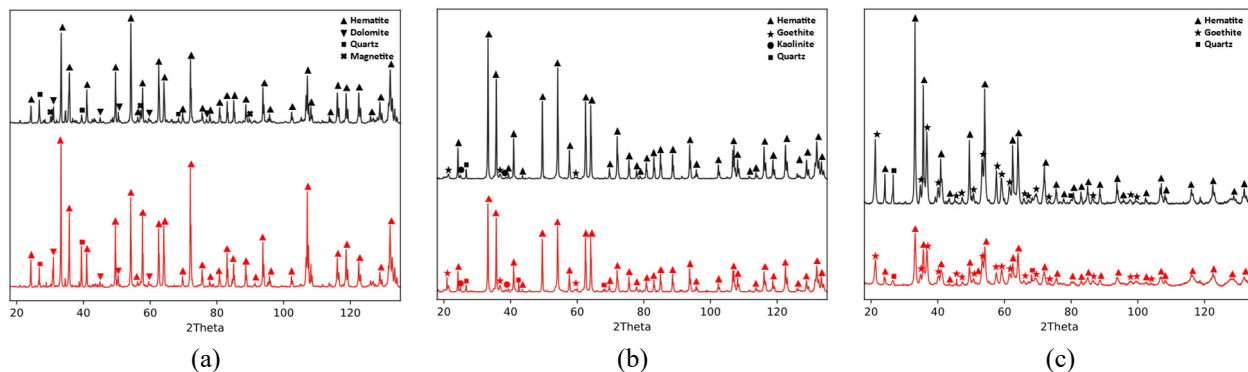 ▲ Hematite
▼ Dolomite
■ Quartz
✖ Magnetite
20 40 60 80 100 120
2Theta
(a)
▲ Hematite
★ Goethite
● Kaolinite
■ Quartz
20 40 60 80 100 120
2Theta
(b)
▲ Hematite
★ Goethite
■ Quartz
20 40 60 80 100 120
2Theta
(c)